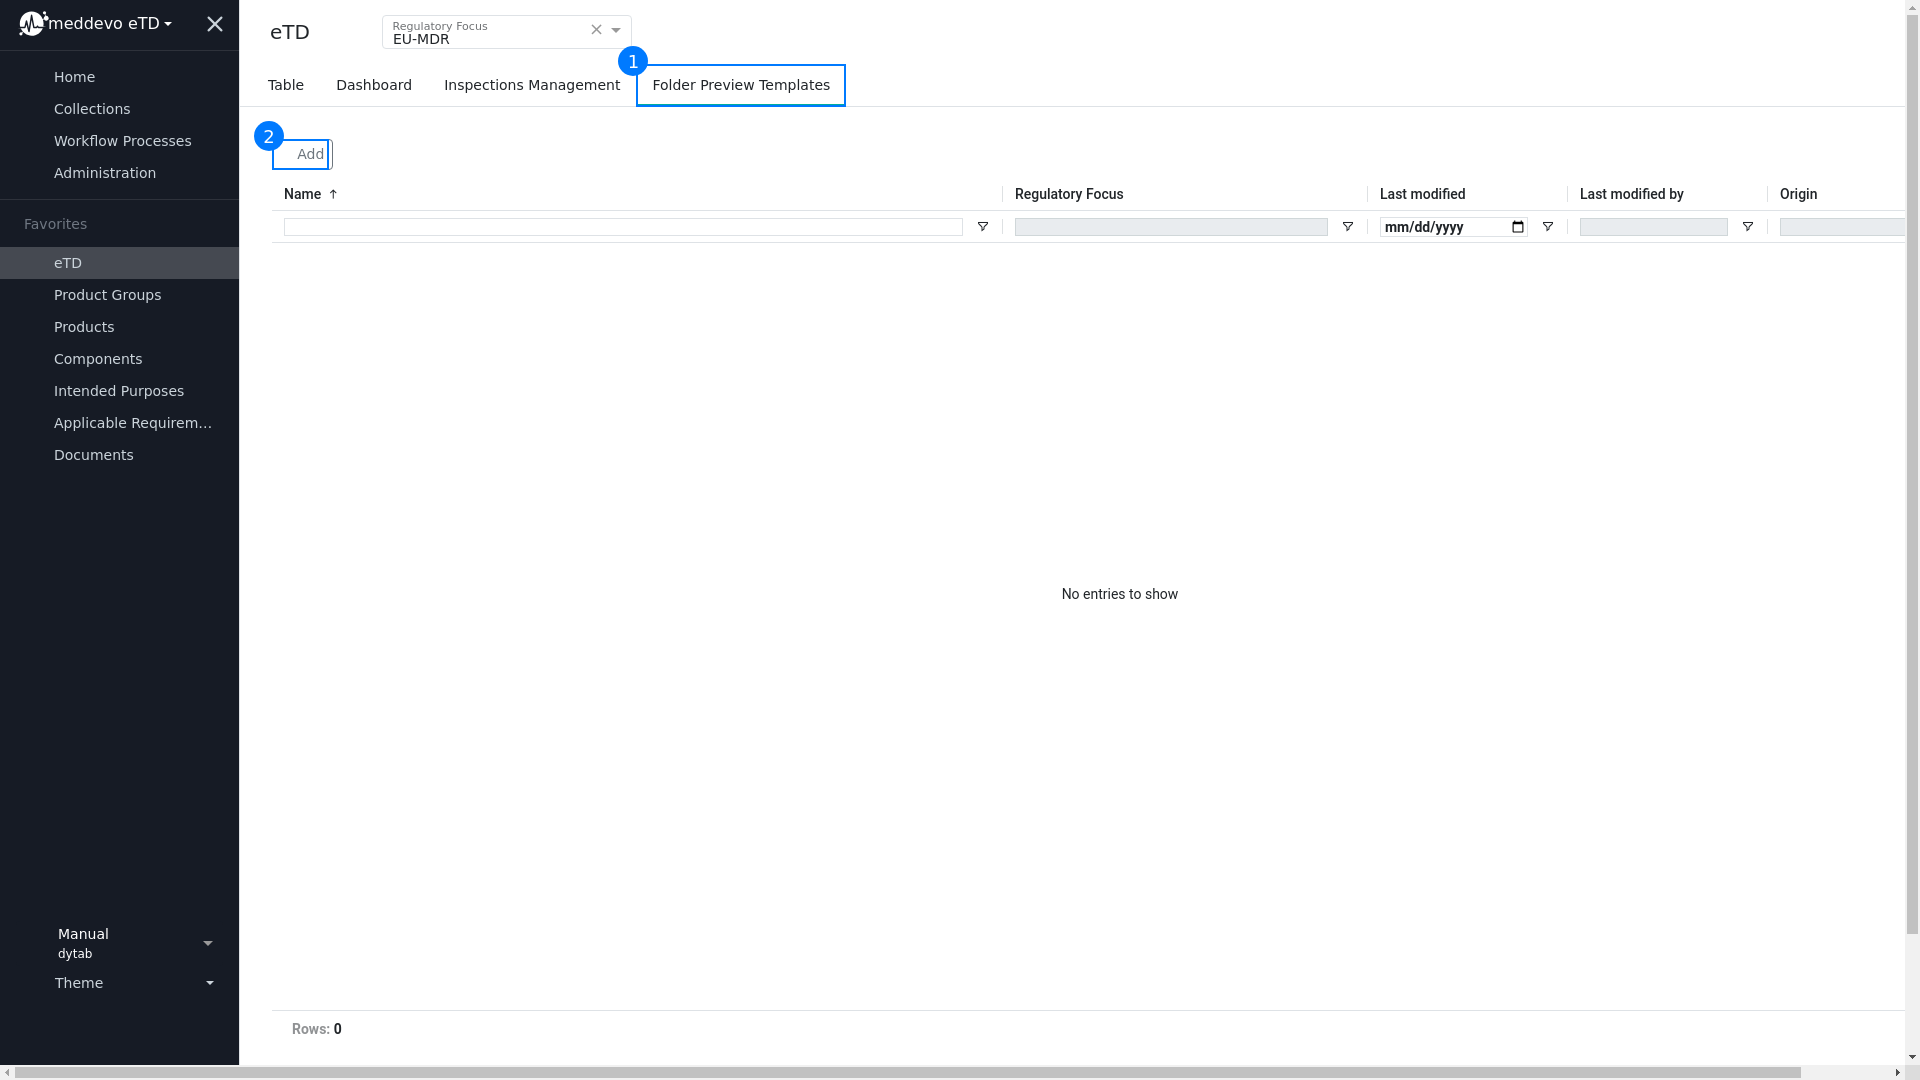 meddevo eTD
Home
Collections
Workflow Processes
Administration
Favorites
eTD
Product Groups
Products
Components
Intended Purposes
Applicable Requirem...
Documents
Manual
dytab
Theme
eTD
Regulatory Focus
EU-MDR
1
Table
Dashboard
Inspections Management
Folder Preview Templates
2
Add
Name
Regulatory Focus
Last modified
Last modified by
Origin
mm/dd/yyyy
No entries to show
Rows: 0